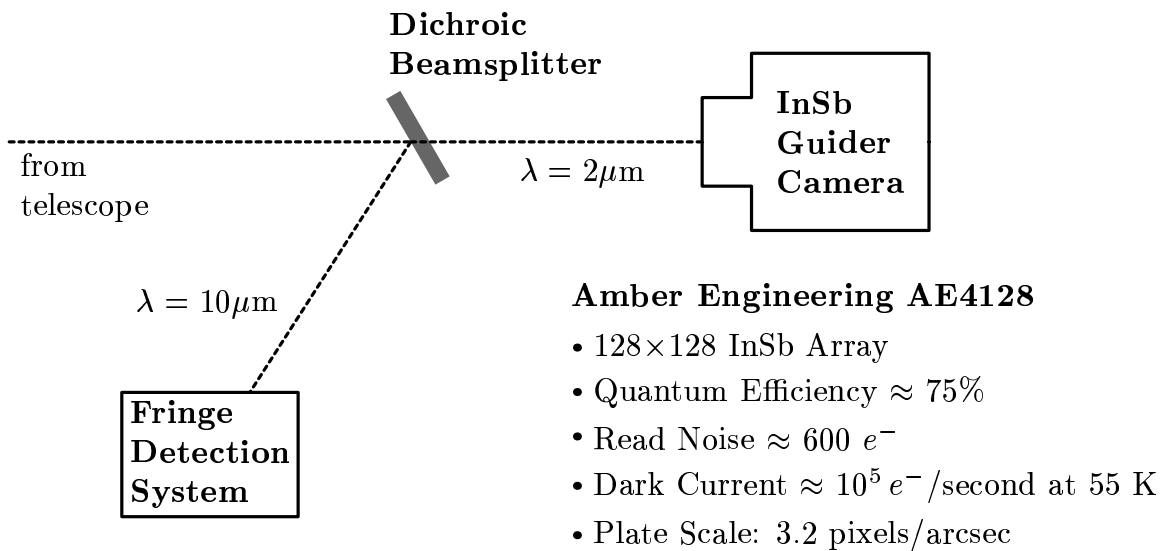 Dichroic
Beamsplitter
from
telescope
λ = 2μm
InSb
Guider
Camera
λ = 10μm
Fringe
Detection
System
Amber Engineering AE4128
• 128×128 InSb Array
• Quantum Efficiency ≈ 75%
• Read Noise ≈ 600 e⁻
• Dark Current ≈ 10⁵ e⁻/second at 55 K
• Plate Scale: 3.2 pixels/arcsec